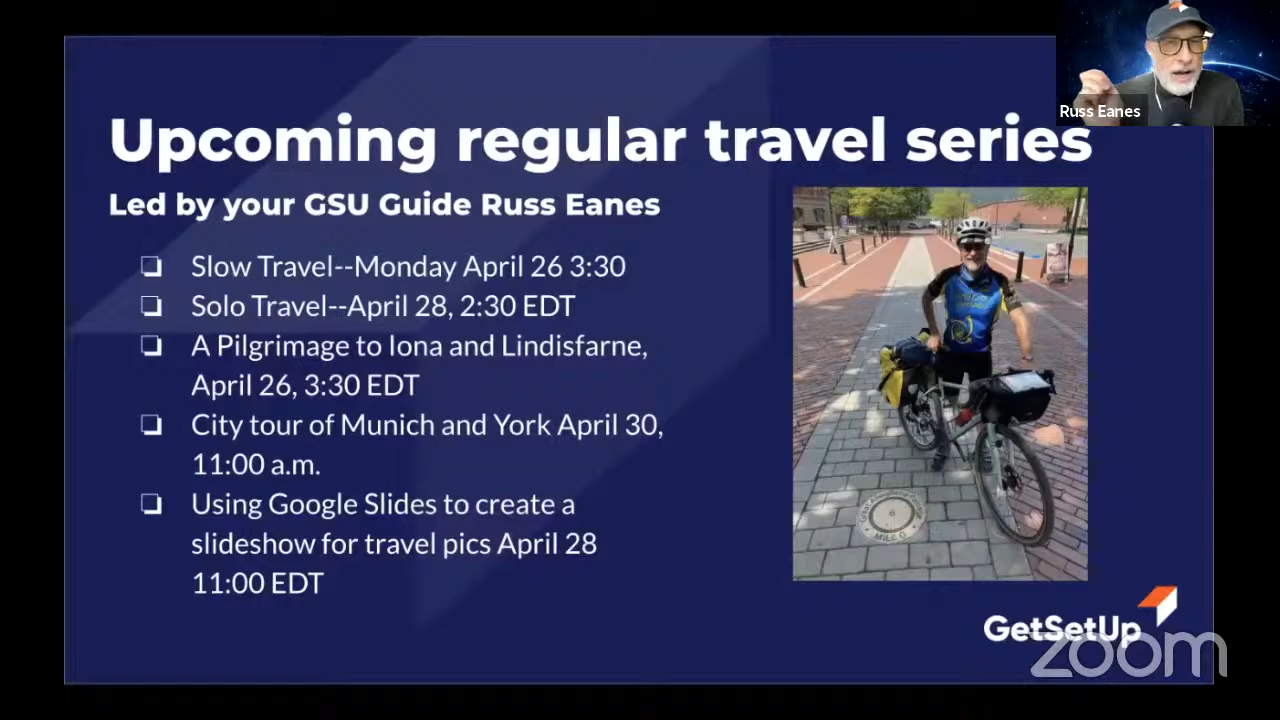 Russ Eanes
Upcoming regular travel series
Led by your GSU Guide Russ Eanes
Slow Travel--Monday April 26 3:30
Solo Travel--April 28, 2:30 EDT
A Pilgrimage to Iona and Lindisfarne,
April 26, 3:30 EDT
City tour of Munich and York April 30,
11:00 a.m.
Using Google Slides to create a
slideshow for travel pics April 28
11:00 EDT
MILE 0
GetSetUp
zoom